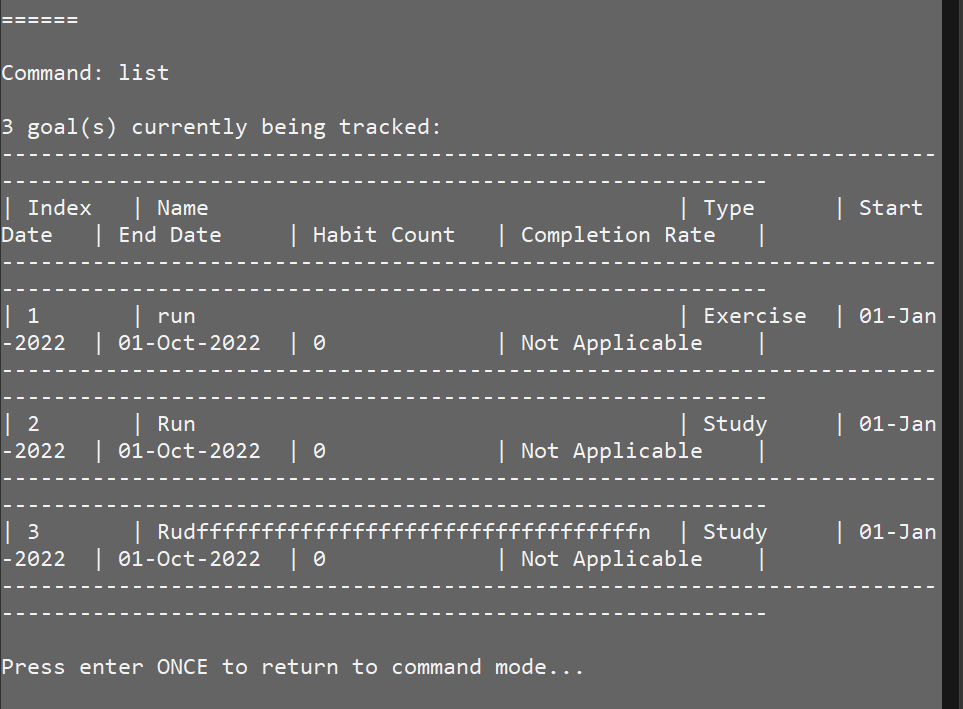 ======
Command: list
3 goal(s) currently being tracked:
------------------------------------------------------------------------
-----------------------------------------------------------
| Index   | Name                                    | Type      | Start
Date   | End Date     | Habit Count   | Completion Rate   |
------------------------------------------------------------------------
-----------------------------------------------------------
| 1       | run                                     | Exercise  | 01-Jan
-2022  | 01-Oct-2022  | 0             | Not Applicable    |
------------------------------------------------------------------------
-----------------------------------------------------------
| 2       | Run                                     | Study     | 01-Jan
-2022  | 01-Oct-2022  | 0             | Not Applicable    |
------------------------------------------------------------------------
-----------------------------------------------------------
| 3       | Rudffffffffffffffffffffffffffffffffffn  | Study     | 01-Jan
-2022  | 01-Oct-2022  | 0             | Not Applicable    |
------------------------------------------------------------------------
-----------------------------------------------------------
Press enter ONCE to return to command mode...